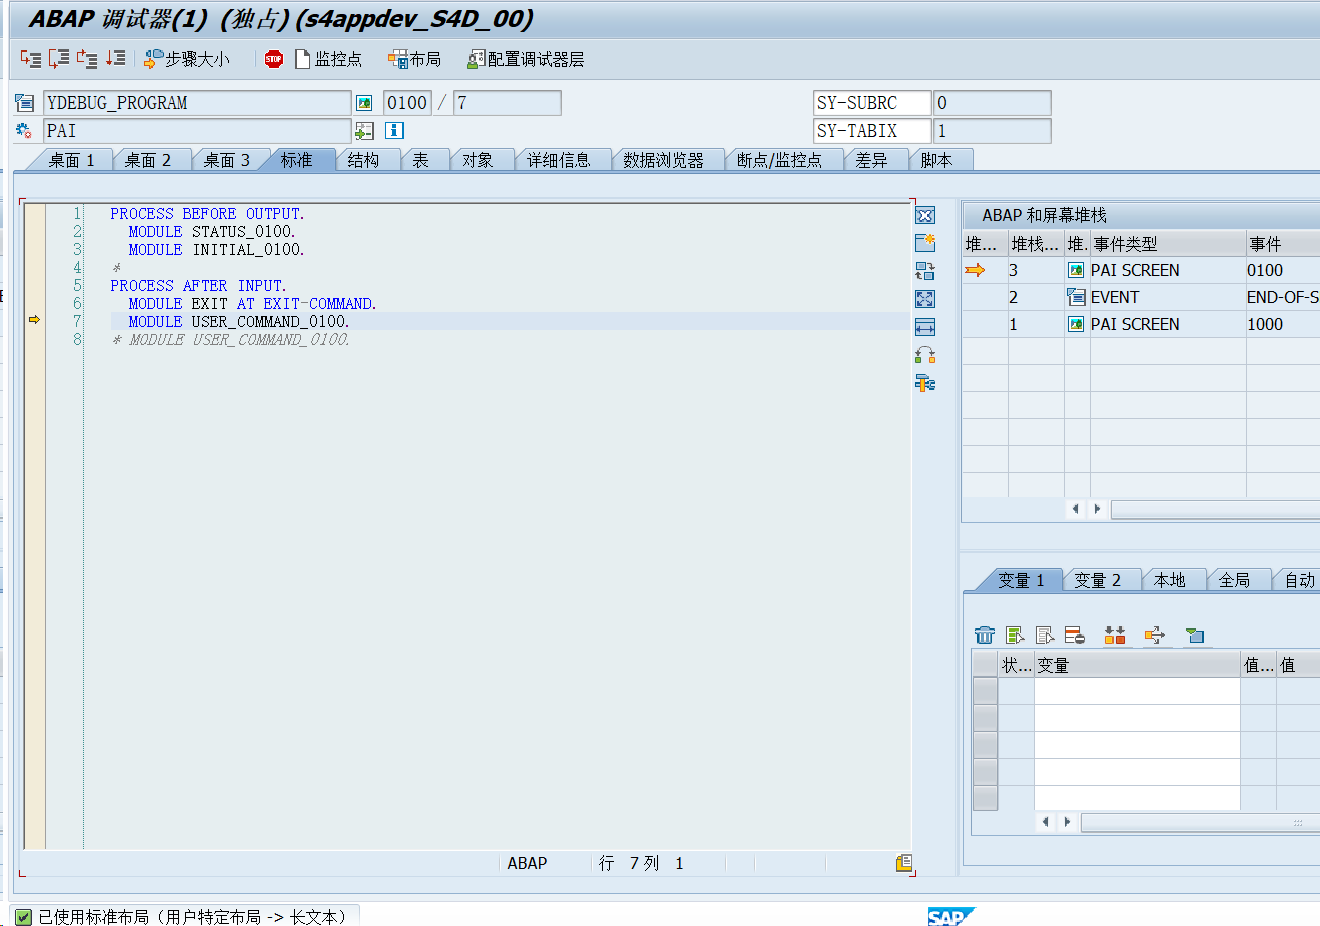 ABAP 调试器(1) (独占) (s4appdev_S4D_00)
步骤大小 STOP 监控点 布局 配置调试器层
YDEBUG_PROGRAM 0100 / 7 SY-SUBRC 0
PAI SY-TABIX 1
桌面 1 桌面 2 桌面 3 标准 结构 表 对象 详细信息 数据浏览器 断点/监控点 差异 脚本
1 PROCESS BEFORE OUTPUT.
2 MODULE STATUS_0100.
3 MODULE INITIAL_0100.
4 *
5 PROCESS AFTER INPUT.
6 MODULE EXIT AT EXIT-COMMAND.
7 MODULE USER_COMMAND_0100.
8 * MODULE USER_COMMAND_0100.
ABAP 行 7 列 1
ABAP 和屏幕堆栈
堆... 堆栈... 堆. 事件类型 事件
3 PAI SCREEN 0100
2 EVENT END-OF-S
1 PAI SCREEN 1000
变量 1 变量 2 本地 全局 自动
状... 变量 值... 值
已使用标准布局（用户特定布局 -> 长文本）
SAP